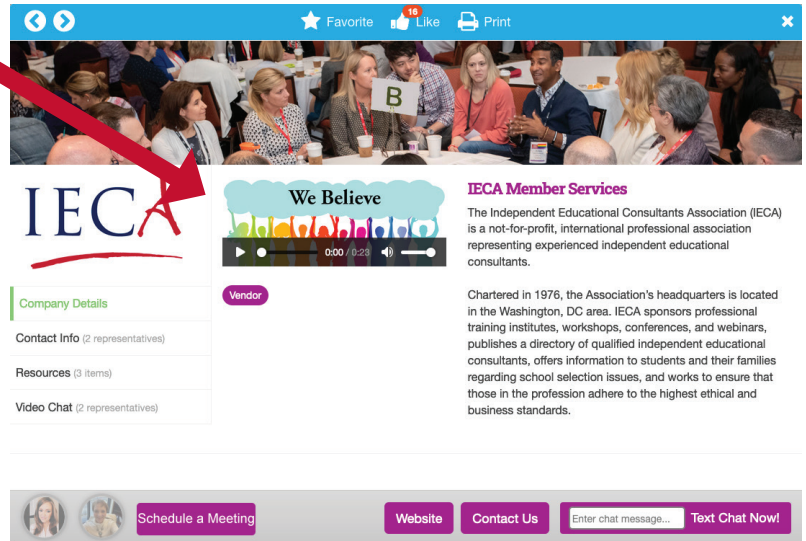 Favorite
16
Like
Print
B
IECA
We Believe
0:00 / 0:23
Vendor
Company Details
Contact Info (2 representatives)
Resources (3 items)
Video Chat (2 representatives)
IECA Member Services
The Independent Educational Consultants Association (IECA)
is a not-for-profit, international professional association
representing experienced independent educational
consultants.
Chartered in 1976, the Association's headquarters is located
in the Washington, DC area. IECA sponsors professional
training institutes, workshops, conferences, and webinars,
publishes a directory of qualified independent educational
consultants, offers information to students and their families
regarding school selection issues, and works to ensure that
those in the profession adhere to the highest ethical and
business standards.
Schedule a Meeting
Website
Contact Us
Enter chat message...
Text Chat Now!